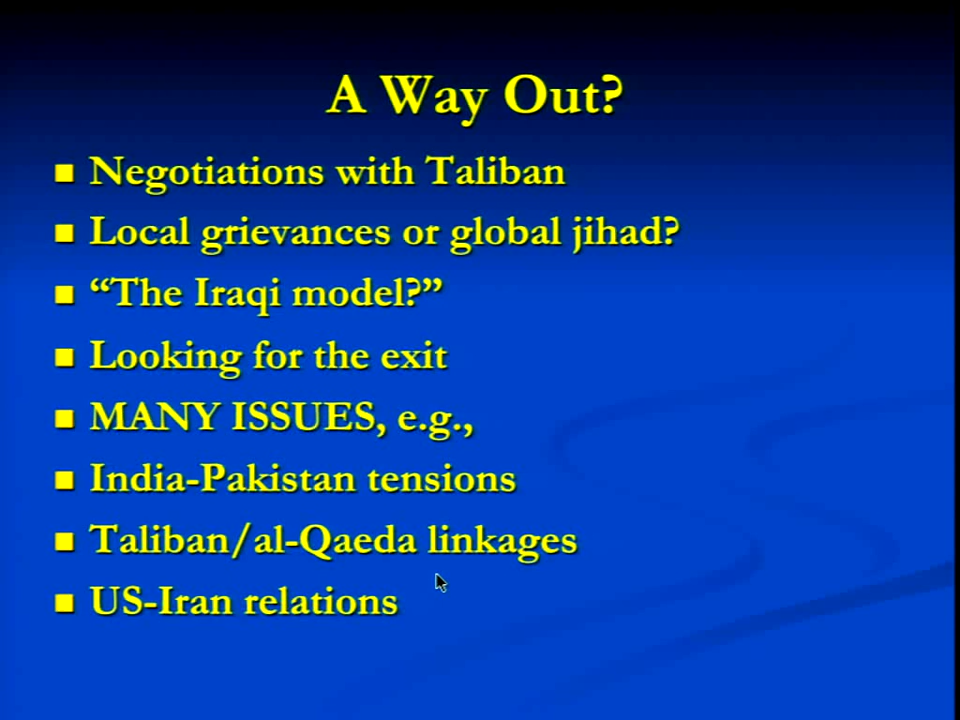 A Way Out?
Negotiations with Taliban
Local grievances or global jihad?
“The Iraqi model?”
Looking for the exit
MANY ISSUES, e.g.,
India-Pakistan tensions
Taliban/al-Qaeda linkages
US-Iran relations